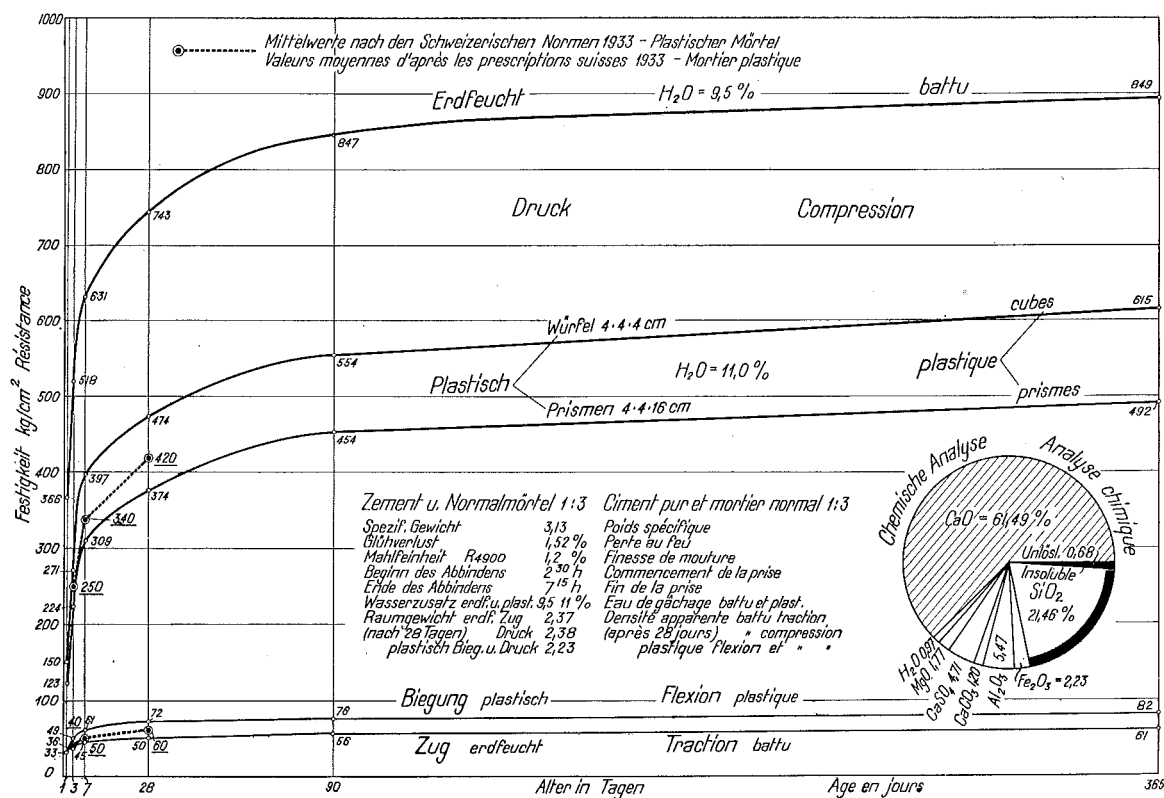 Mittelwerte nach den Schweizerischen Normen 1933 - Plastischer Mörtel
Valeurs moyennes d'après les prescriptions suisses 1933 - Mortier plastique
Festigkeit kg/cm² Résistance
1000
900
800
700
600
500
400
366
300
271
250
224
200
150
123
100
49
36
33
0
Erdfeucht H₂O = 9,5 % battu
518
631
743
847
849
Druck Compression
Würfel 4·4·4 cm
cubes
Plastisch H₂O = 11,0 % plastique
Prismen 4·4·16 cm
prismes
397
474
554
615
309
374
454
492
340
420
Zement u. Normalmörtel 1:3 Ciment pur et mortier normal 1:3
Spezif. Gewicht 3,13 Poids spécifique
Glühverlust 1,52 % Perte au feu
Mahlfeinheit R4900 1,2 % Finesse de mouture
Beginn des Abbindens 2³⁰ h Commencement de la prise
Ende des Abbindens 7¹⁵ h Fin de la prise
Wasserzusatz erdf. u. plast. 9,5 11 % Eau de gâchage battu et plast.
Raumgewicht erdf. Zug 2,37 Densité apparente battu traction
(nach 28 Tagen) Druck 2,38 (après 28 jours) " compression
plastisch Bieg. u. Druck 2,23 plastique flexion et " "
Chemische Analyse
Analyse chimique
CaO = 61,49 %
Unlösl. 0,68
Insoluble
SiO₂
21,46 %
Fe₂O₃ = 2,23
Al₂O₃ 5,47
CaCO₃ 1,20
CaSO₄ 4,71
MgO 1,77
H₂O 0,97
Biegung plastisch Flexion plastique
40
61
72
76
82
Zug erdfeucht Traction battu
45
50
50
60
56
61
1 3 7 28 90 Alter in Tagen Age en jours 365